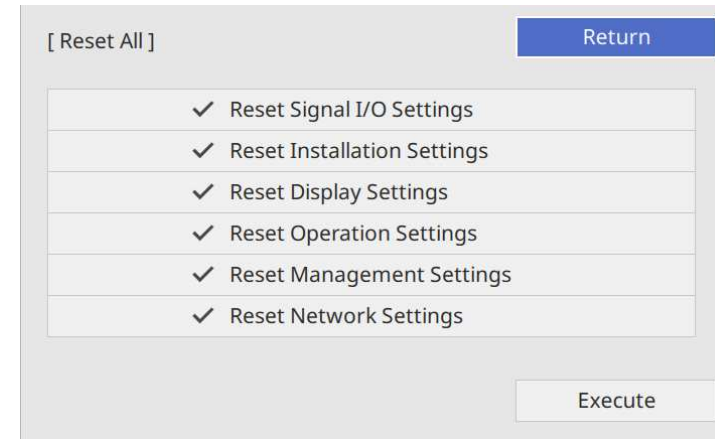 [ Reset All ]
Return
✓ Reset Signal I/O Settings
✓ Reset Installation Settings
✓ Reset Display Settings
✓ Reset Operation Settings
✓ Reset Management Settings
✓ Reset Network Settings
Execute